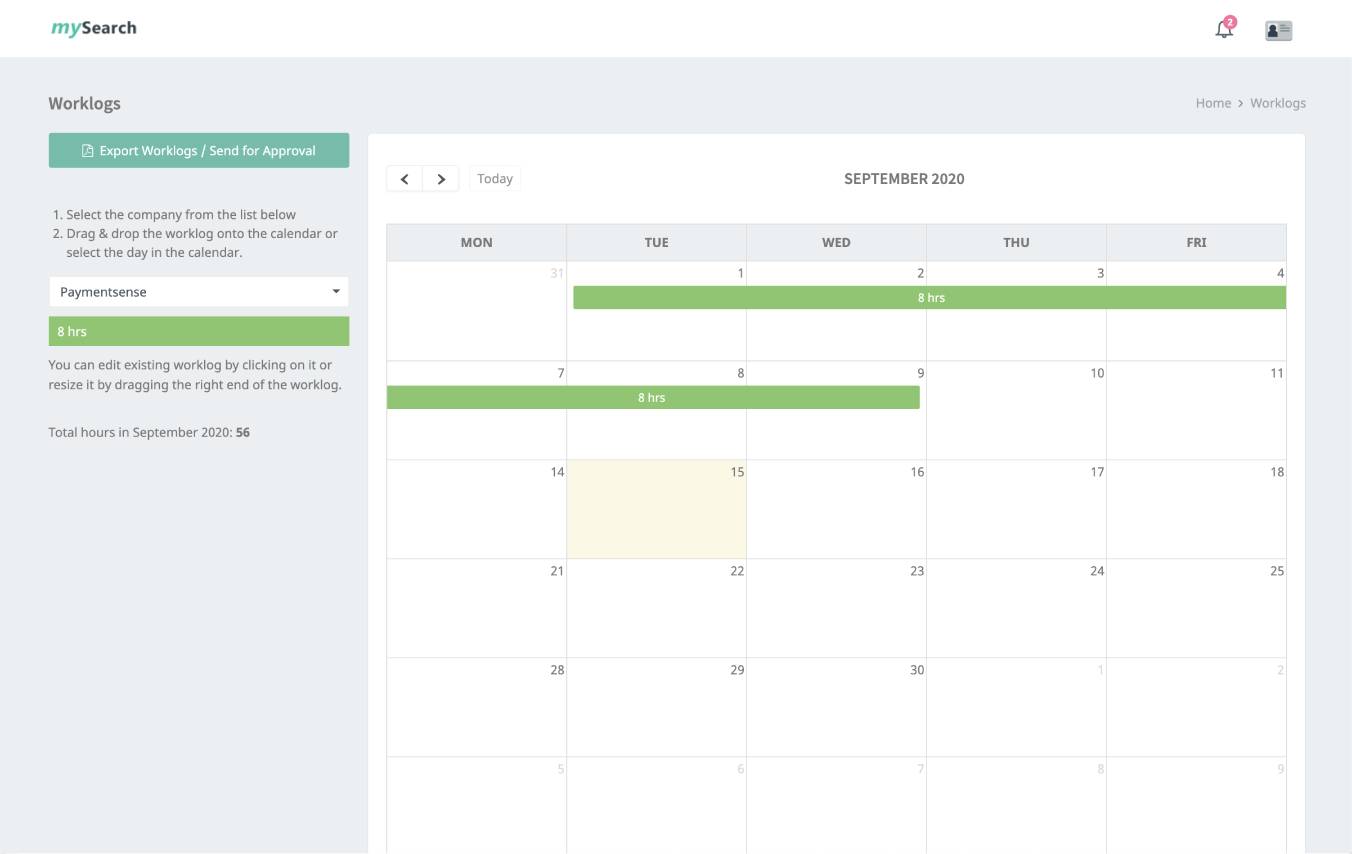 mySearch
2
Worklogs
Home > Worklogs
Export Worklogs / Send for Approval
1. Select the company from the list below
2. Drag & drop the worklog onto the calendar or
select the day in the calendar.
Paymentsense
8 hrs
You can edit existing worklog by clicking on it or
resize it by dragging the right end of the worklog.
Total hours in September 2020: 56
Today
SEPTEMBER 2020
MON TUE WED THU FRI
31 1 2 3 4
8 hrs
7 8 9 10 11
8 hrs
14 15 16 17 18
21 22 23 24 25
28 29 30 1 2
5 6 7 8 9